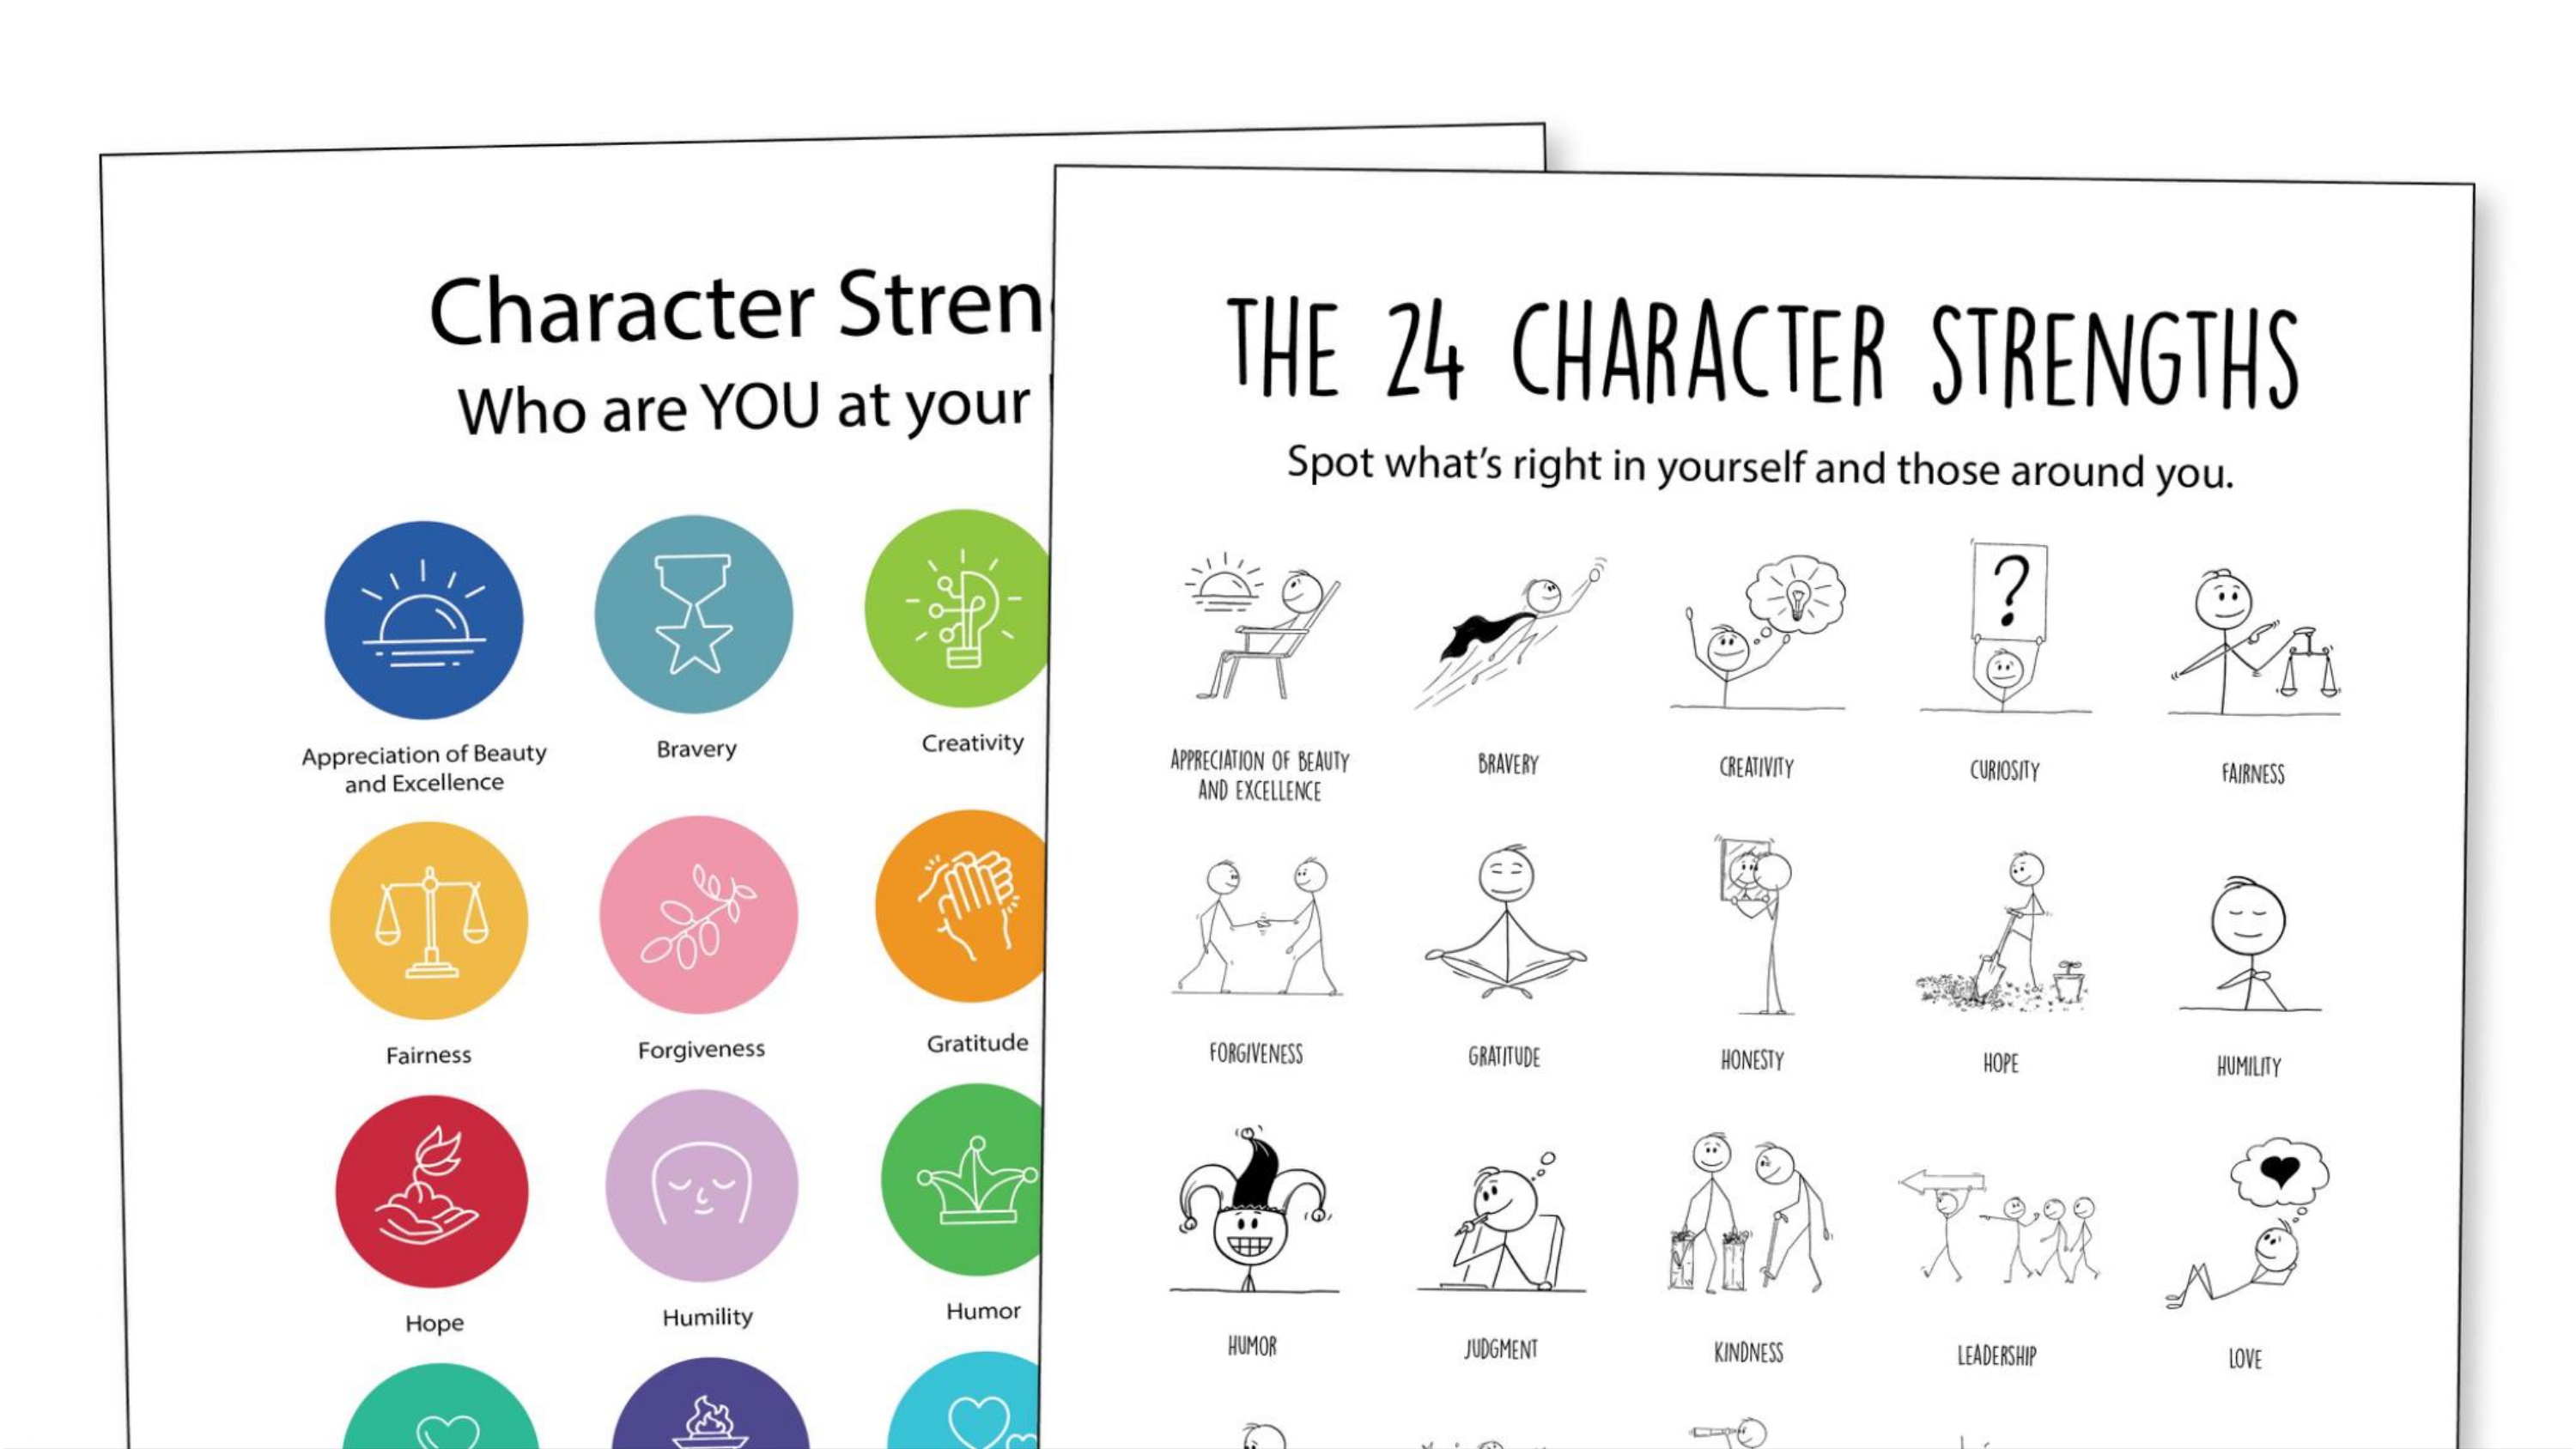 Character Stren
Who are YOU at your
Appreciation of Beauty
and Excellence
Bravery
Creativity
Fairness
Forgiveness
Gratitude
Hope
Humility
Humor
THE 24 CHARACTER STRENGTHS
Spot what's right in yourself and those around you.
APPRECIATION OF BEAUTY
AND EXCELLENCE
BRAVERY
CREATIVITY
?
CURIOSITY
FAIRNESS
FORGIVENESS
GRATITUDE
HONESTY
HOPE
HUMILITY
HUMOR
JUDGMENT
KINDNESS
LEADERSHIP
LOVE